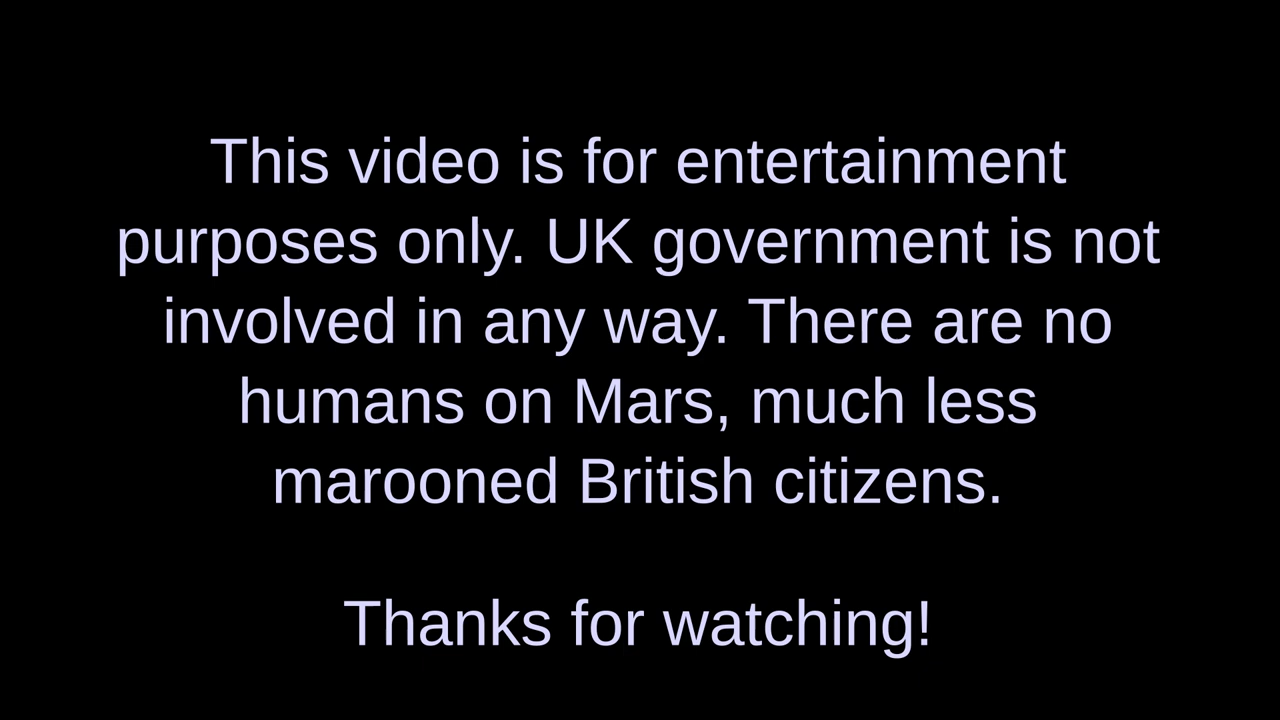 This video is for entertainment
purposes only. UK government is not
involved in any way. There are no
humans on Mars, much less
marooned British citizens.
Thanks for watching!